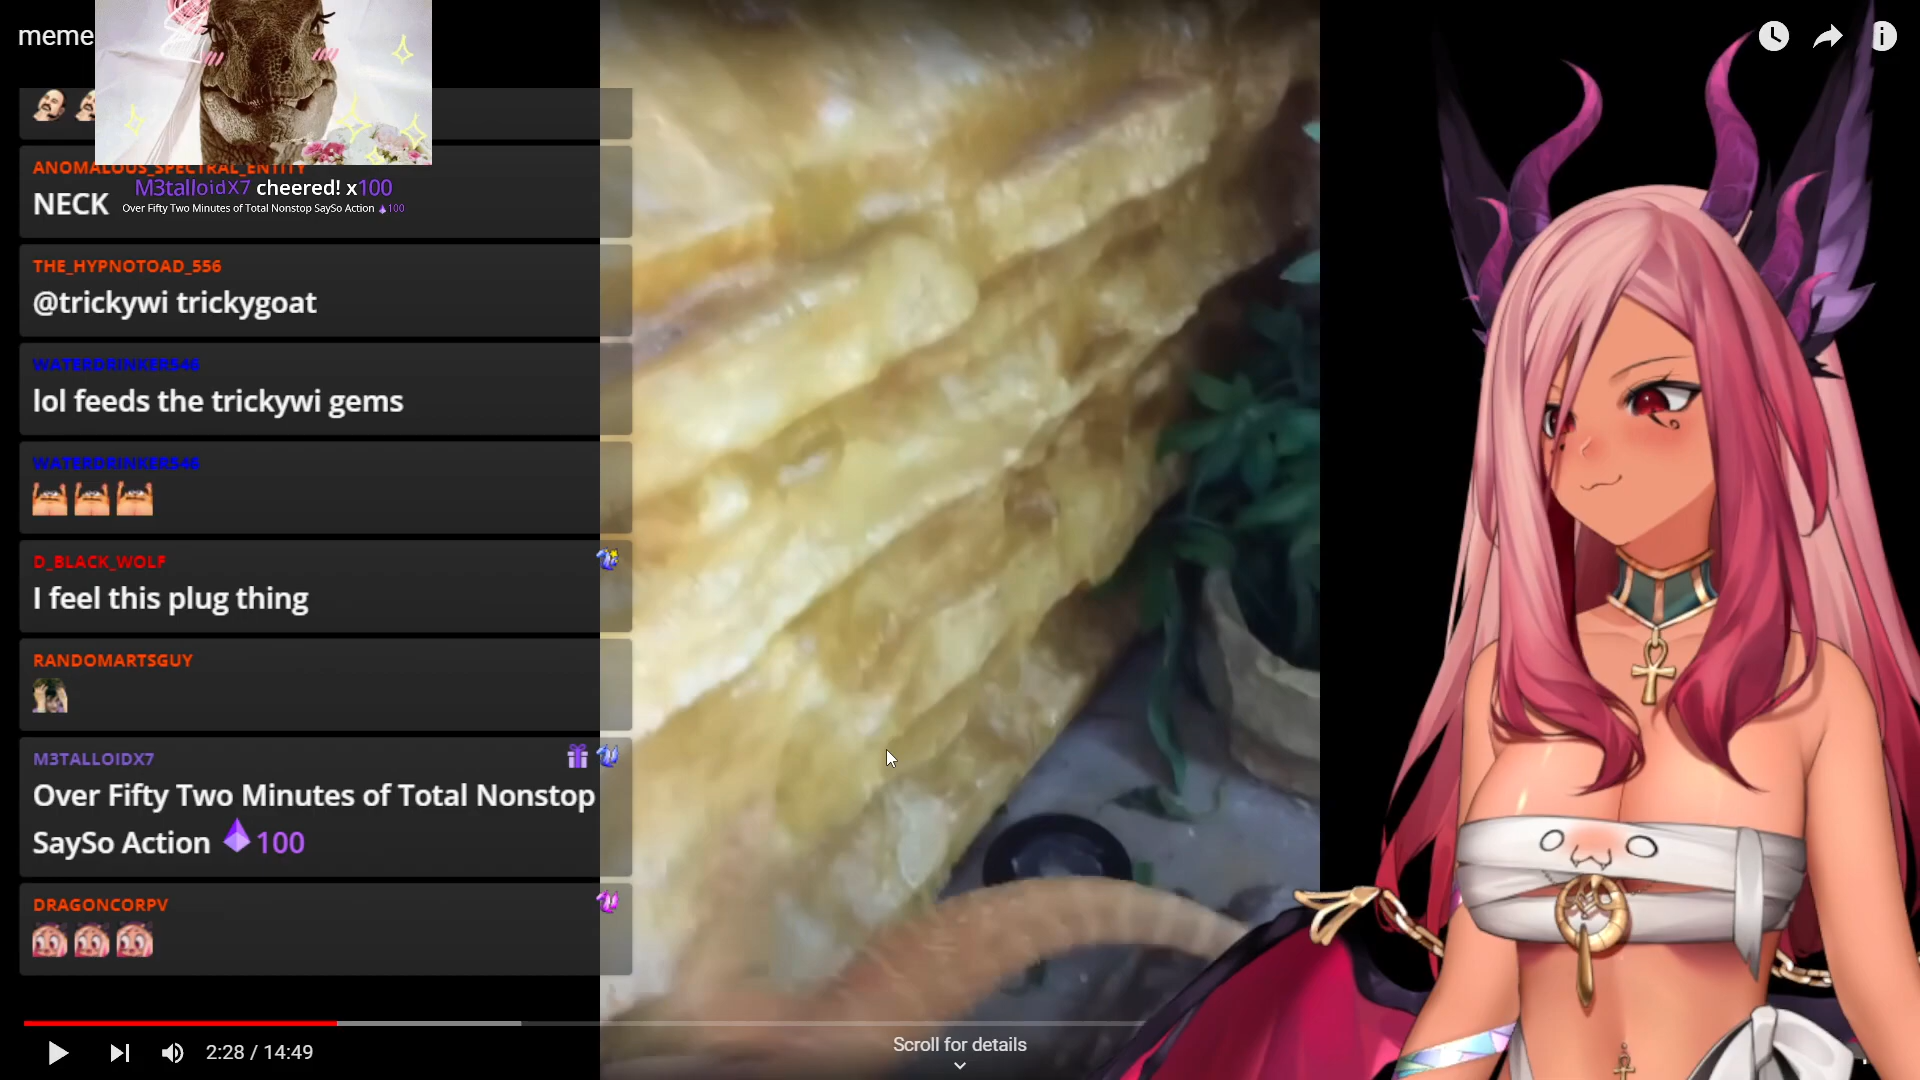 meme
ANOMALOUS_SPECTRAL_ENTITY
M3talloidX7 cheered! x100
NECK
Over Fifty Two Minutes of Total Nonstop SaySo Action 100
THE_HYPNOTOAD_556
@trickywi trickygoat
WATERDRINKER546
lol feeds the trickywi gems
WATERDRINKER546
D_BLACK_WOLF
I feel this plug thing
RANDOMARTSGUY
M3TALLOIDX7
Over Fifty Two Minutes of Total Nonstop
SaySo Action 100
DRAGONCORPV
Scroll for details
2:28 / 14:49